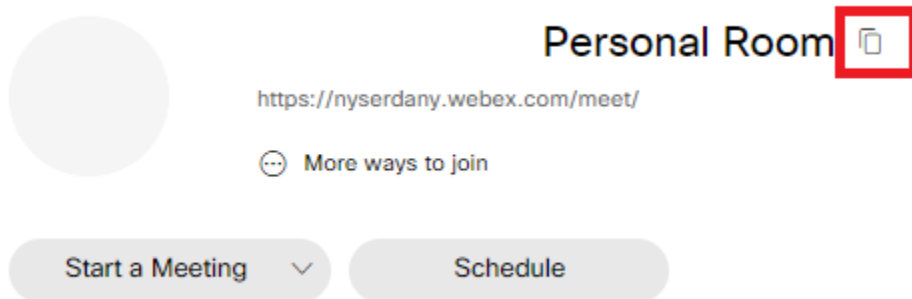 Personal Room
https://nyserdany.webex.com/meet/
More ways to join
Start a Meeting
Schedule